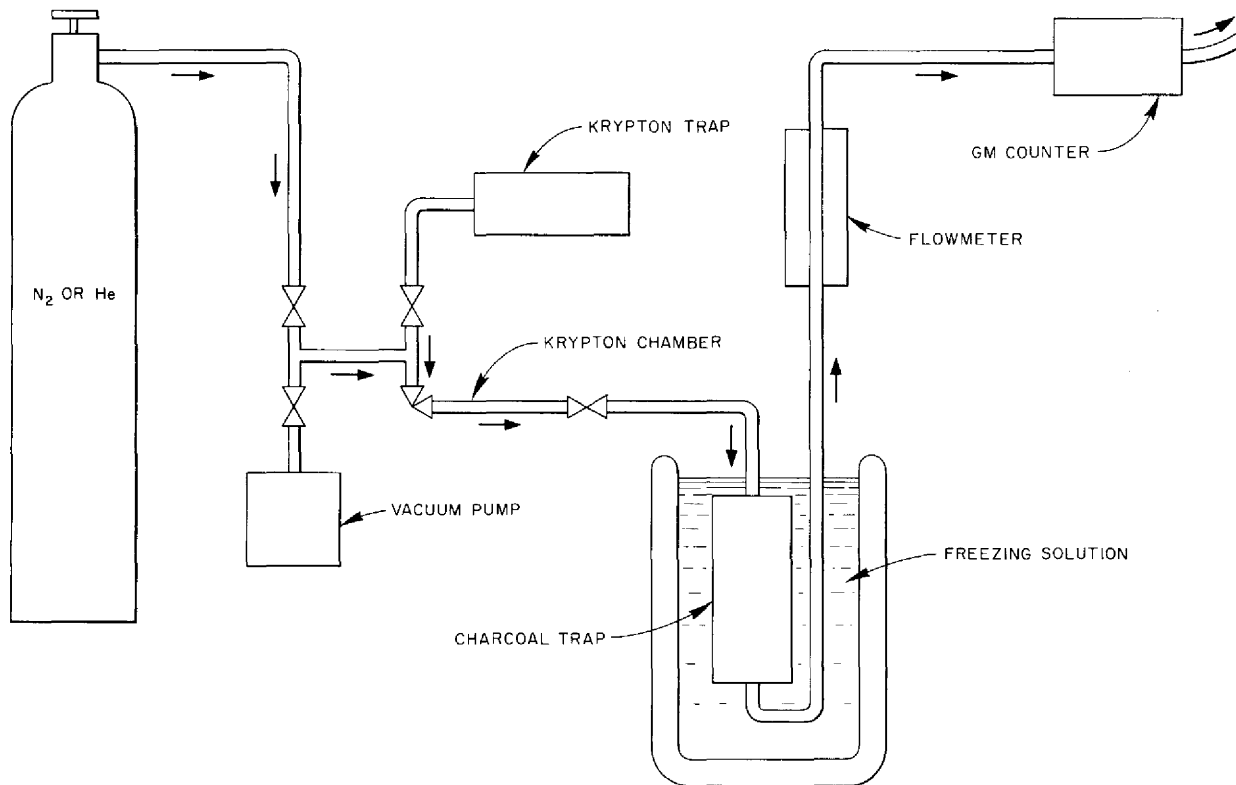 KRYPTON TRAP
GM COUNTER
FLOWMETER
N₂ OR He
KRYPTON CHAMBER
VACUUM PUMP
FREEZING SOLUTION
CHARCOAL TRAP